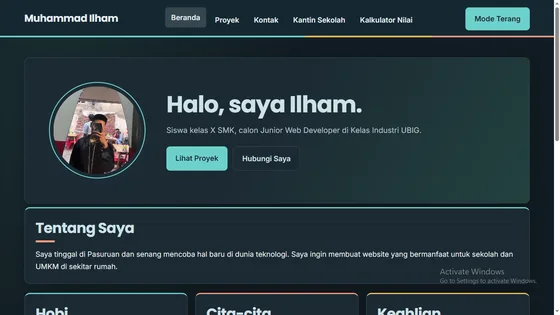 Muhammad Ilham
Beranda
Proyek
Kontak
Kantin Sekolah
Kalkulator Nilai
Mode Terang
Halo, saya Ilham.
Siswa kelas X SMK, calon Junior Web Developer di Kelas Industri UBIG.
Lihat Proyek
Hubungi Saya
Tentang Saya
Saya tinggal di Pasuruan dan senang mencoba hal baru di dunia teknologi. Saya ingin membuat website yang bermanfaat untuk sekolah dan
UMKM di sekitar rumah.
Activate Windows
Go to Settings to activate Windows.
Hobi
Cita-cita
Keahlian